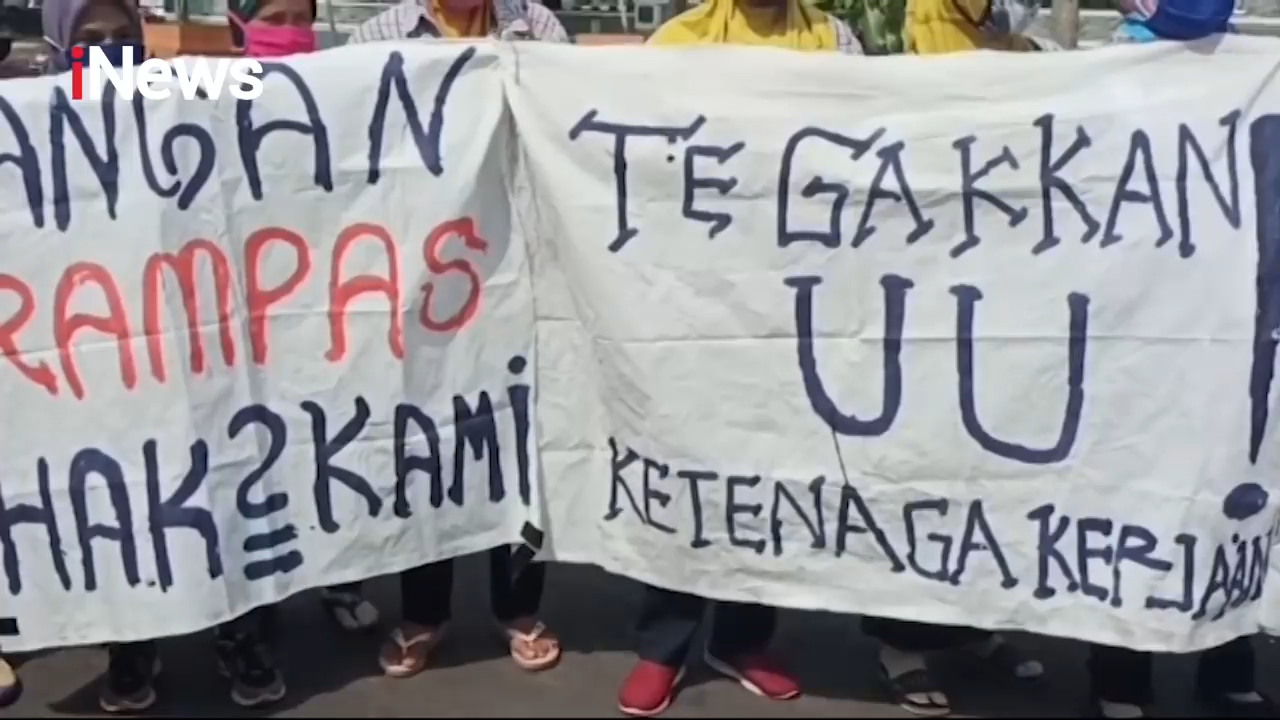 iNews
ANGAN
RAMPAS
HAK2 KAMI
TEGAKKAN
UU
KETENAGAKERJAAN!